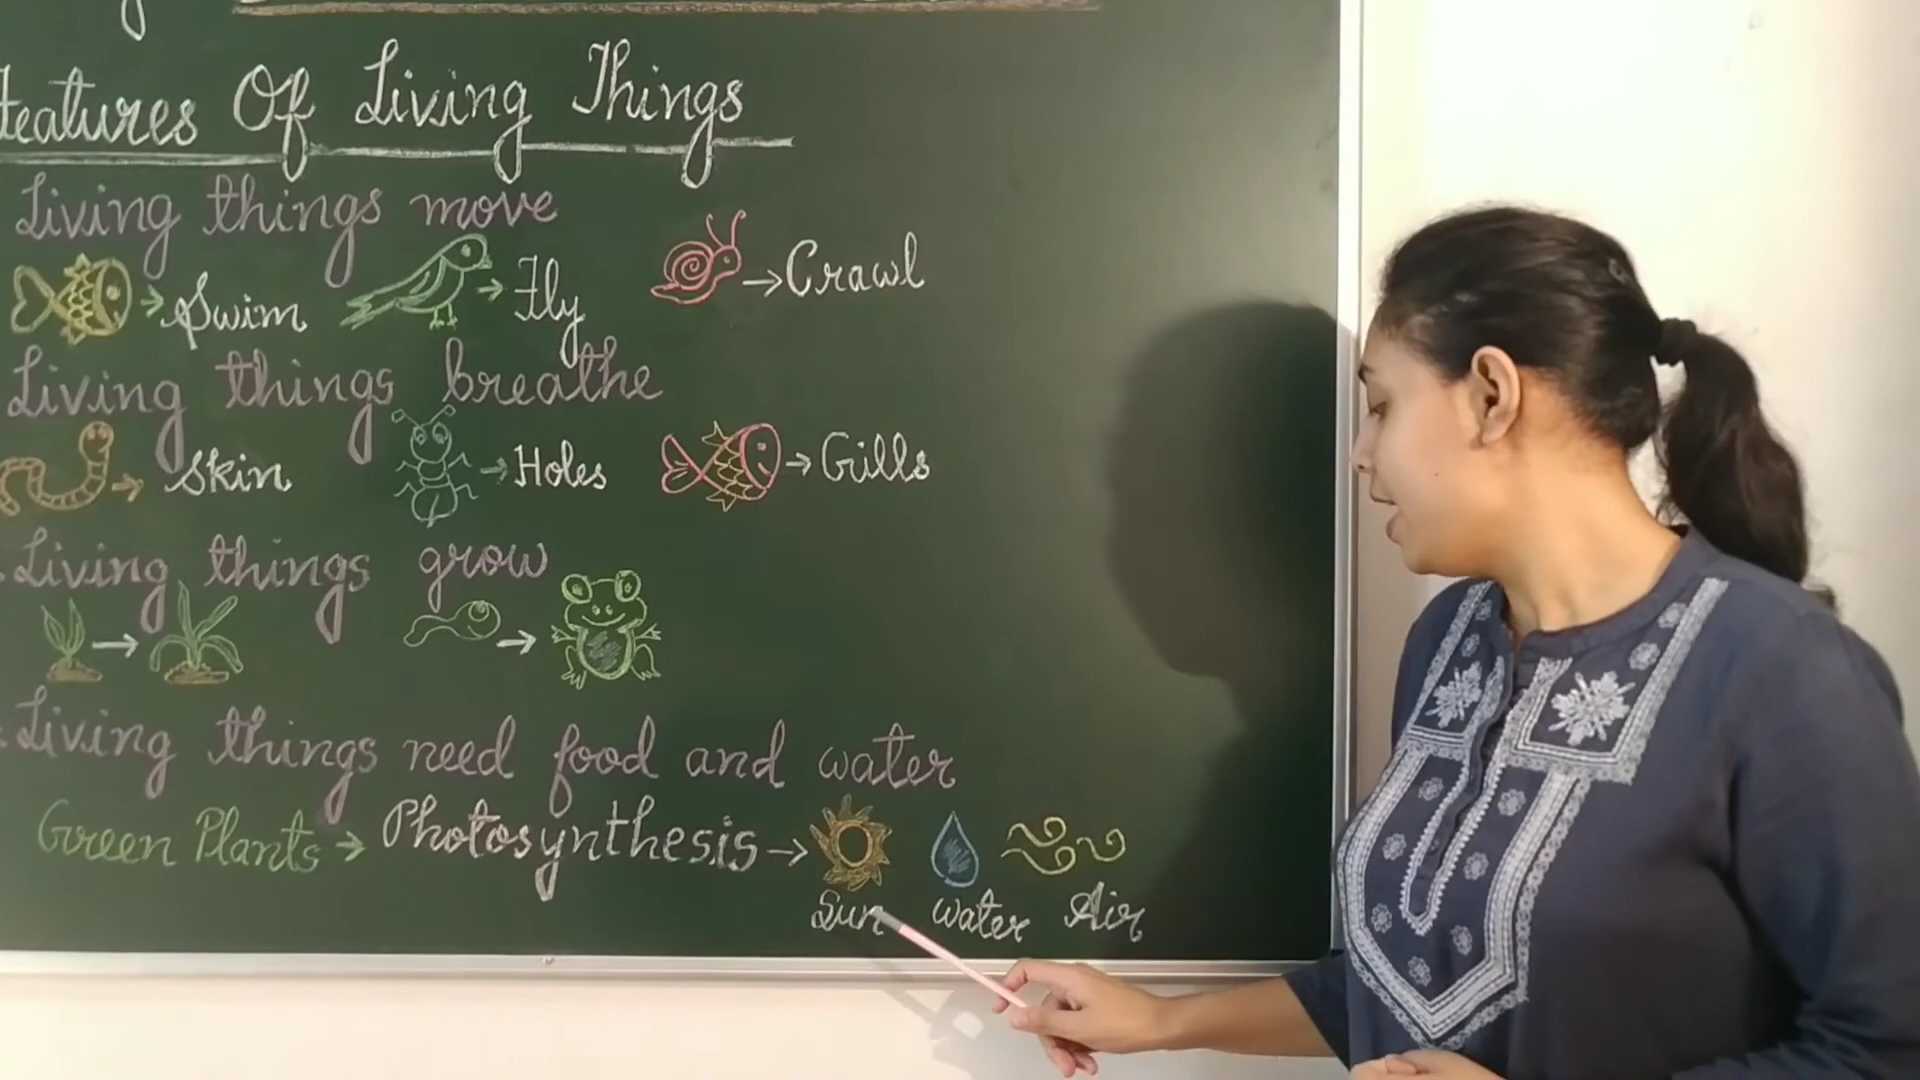 Features Of Living Things
Living things move
→ Swim → Fly → Crawl
Living things breathe
→ Skin → Holes → Gills
Living things grow
→ →
Living things need food and water
Green Plants → Photosynthesis →
Sun Water Air